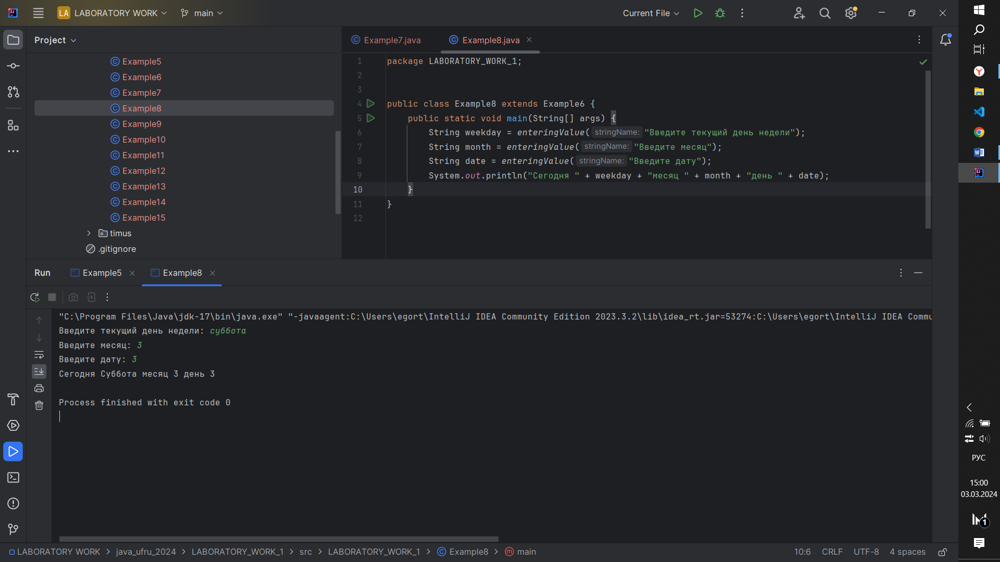 LA LABORATORY WORK main Current File
Project
Example5
Example6
Example7
Example8
Example9
Example10
Example11
Example12
Example13
Example14
Example15
timus
.gitignore
Example7.java Example8.java
1 package LABORATORY_WORK_1;
2
3
4 public class Example8 extends Example6 {
5 public static void main(String[] args) {
6 String weekday = enteringValue( stringName: "Введите текущий день недели");
7 String month = enteringValue( stringName: "Введите месяц");
8 String date = enteringValue( stringName: "Введите дату");
9 System.out.println("Сегодня " + weekday + "месяц " + month + "день " + date);
10 }
11 }
12
Run Example5 Example8
"C:\Program Files\Java\jdk-17\bin\java.exe" "-javaagent:C:\Users\egort\IntelliJ IDEA Community Edition 2023.3.2\lib\idea_rt.jar=53274:C:\Users\egort\IntelliJ IDEA Commu
Введите текущий день недели: суббота
Введите месяц: 3
Введите дату: 3
Сегодня Суббота месяц 3 день 3
Process finished with exit code 0
LABORATORY WORK > java_ufru_2024 > LABORATORY_WORK_1 > src > LABORATORY_WORK_1 > Example8 > main 10:6 CRLF UTF-8 4 spaces
РУС
15:00
03.03.2024
1